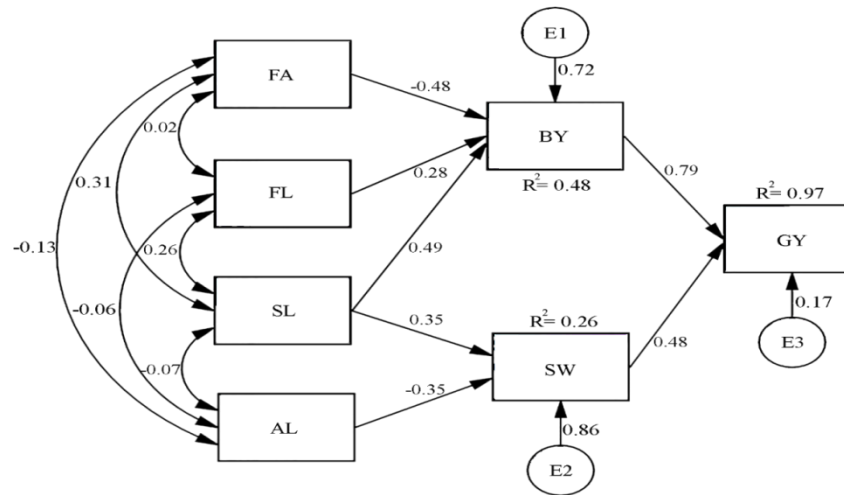 E1
0.72
FA
-0.48
BY
R²= 0.48
0.02
0.31
FL
0.28
0.79
R²= 0.97
GY
-0.13
0.26
0.49
-0.06
SL
0.35
R²= 0.26
0.48
0.17
E3
SW
-0.07
-0.35
AL
0.86
E2